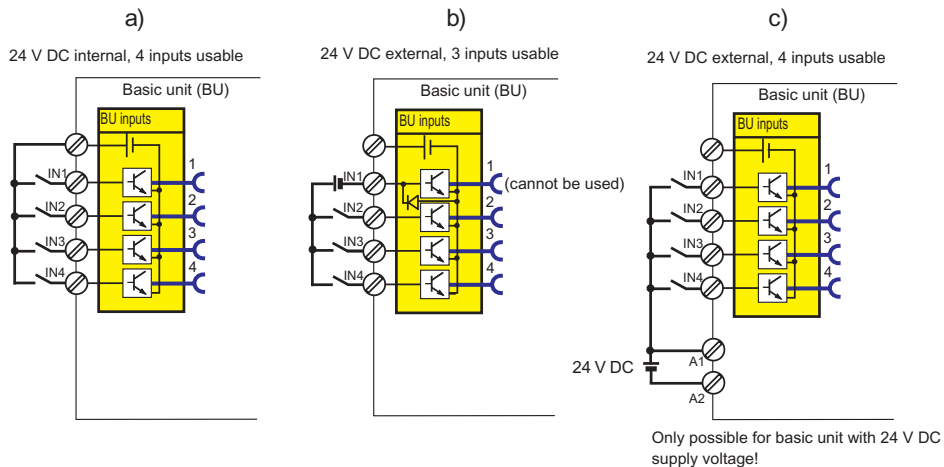 a)
24 V DC internal, 4 inputs usable
Basic unit (BU)
BU inputs
1
IN1
2
IN2
3
IN3
4
IN4
b)
24 V DC external, 3 inputs usable
Basic unit (BU)
BU inputs
1
IN1
(cannot be used)
2
IN2
3
IN3
4
IN4
c)
24 V DC external, 4 inputs usable
Basic unit (BU)
BU inputs
1
IN1
2
IN2
3
IN3
4
IN4
24 V DC
A1
A2
Only possible for basic unit with 24 V DC
supply voltage!